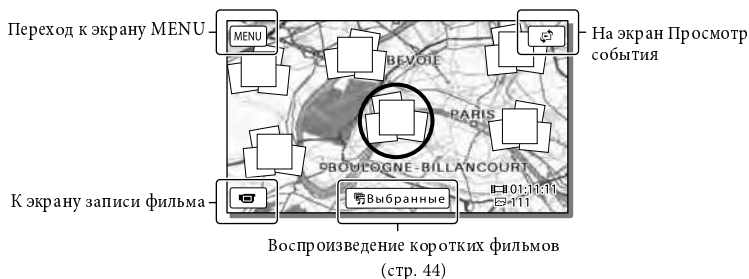 Переход к экрану MENU
MENU
На экран Просмотр
события
BEVOIE
PARIS
BOULOGNE-BILLANCOURT
К экрану записи фильма
Выбранные
01:11:11
111
Воспроизведение коротких фильмов
(стр. 44)